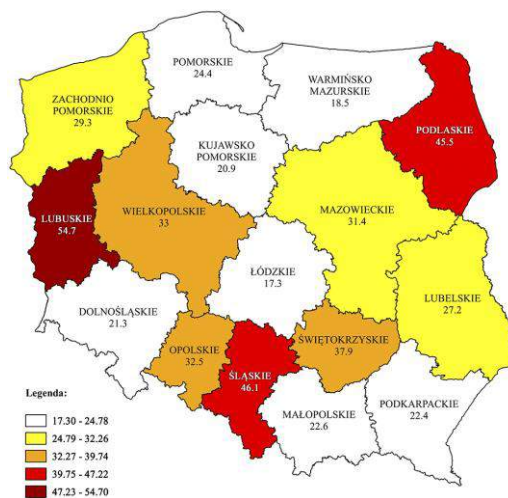 POMORSKIE
24.4
WARMIŃSKO
MAZURSKIE
18.5
ZACHODNIO
POMORSKIE
29.3
PODLASKIE
45.5
KUJAWSKO
POMORSKIE
20.9
LUBUSKIE
54.7
WIELKOPOLSKIE
33
MAZOWIECKIE
31.4
ŁÓDZKIE
17.3
DOLNOŚLĄSKIE
21.3
LUBELSKIE
27.2
OPOLSKIE
32.5
ŚWIĘTOKRZYSKIE
37.9
ŚLĄSKIE
46.1
MAŁOPOLSKIE
22.6
PODKARPACKIE
22.4
Legenda:
17.30 - 24.78
24.79 - 32.26
32.27 - 39.74
39.75 - 47.22
47.23 - 54.70